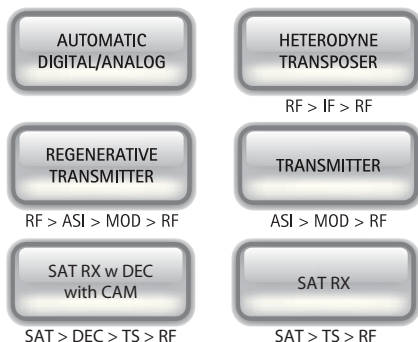 AUTOMATIC
DIGITAL/ANALOG
HETERODYNE
TRANSPOSER
RF > IF > RF
REGENERATIVE
TRANSMITTER
RF > ASI > MOD > RF
TRANSMITTER
ASI > MOD > RF
SAT RX w DEC
with CAM
SAT > DEC > TS > RF
SAT RX
SAT > TS > RF